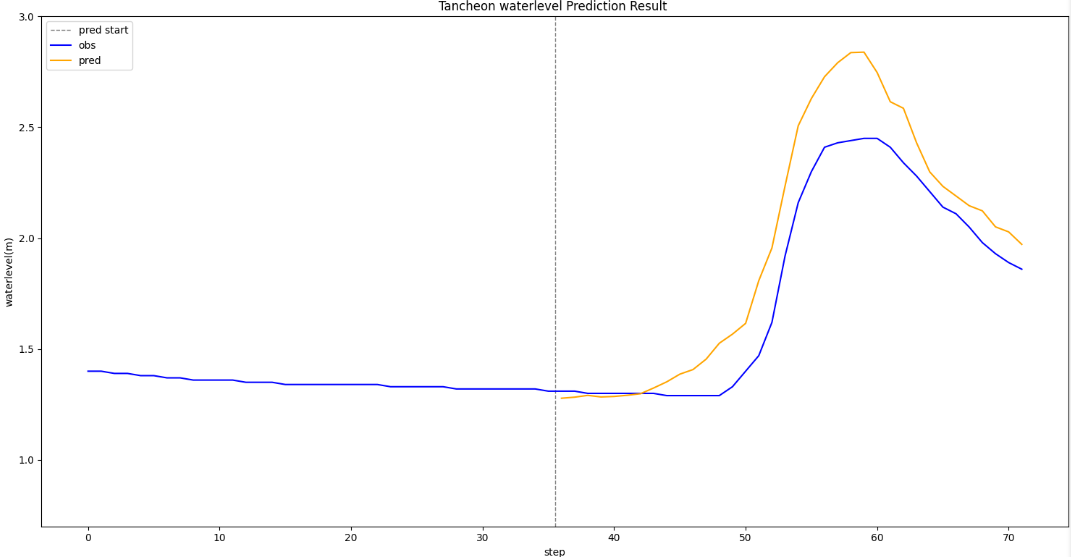 Tancheon waterlevel Prediction Result
pred start
obs
pred
waterlevel(m)
3.0
2.5
2.0
1.5
1.0
0 10 20 30 40 50 60 70
step